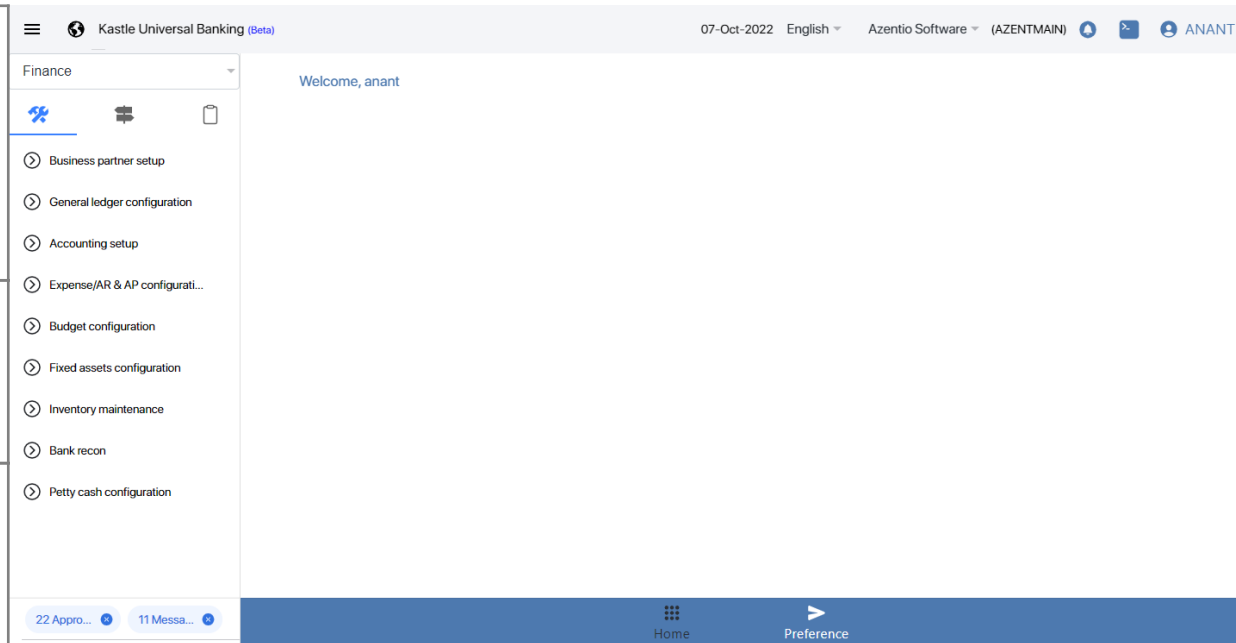 Kastle Universal Banking (Beta)
07-Oct-2022 English Azentio Software (AZENTMAIN) ANANT
Finance
Welcome, anant
Business partner setup
General ledger configuration
Accounting setup
Expense/AR & AP configurati...
Budget configuration
Fixed assets configuration
Inventory maintenance
Bank recon
Petty cash configuration
22 Appro... 11 Messa...
Home Preference